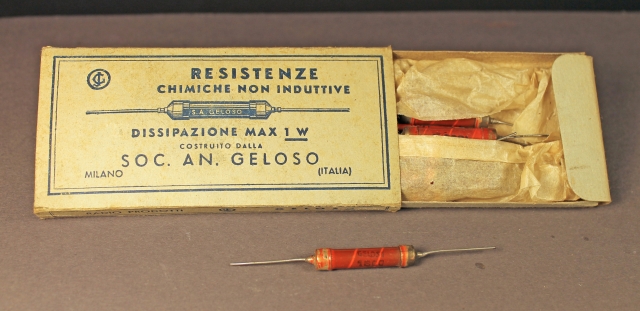 RESISTENZE
CHIMICHE NON INDUTTIVE
S.A. GELOSO
DISSIPAZIONE MAX 1 W
COSTRUITO DALLA
SOC. AN. GELOSO
MILANO (ITALIA)